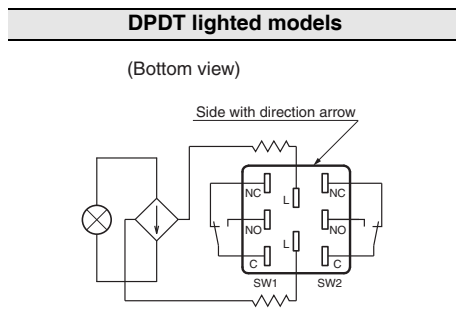 DPDT lighted models
(Bottom view)
Side with direction arrow
NC L NC
NO NO
L
C C
SW1 SW2